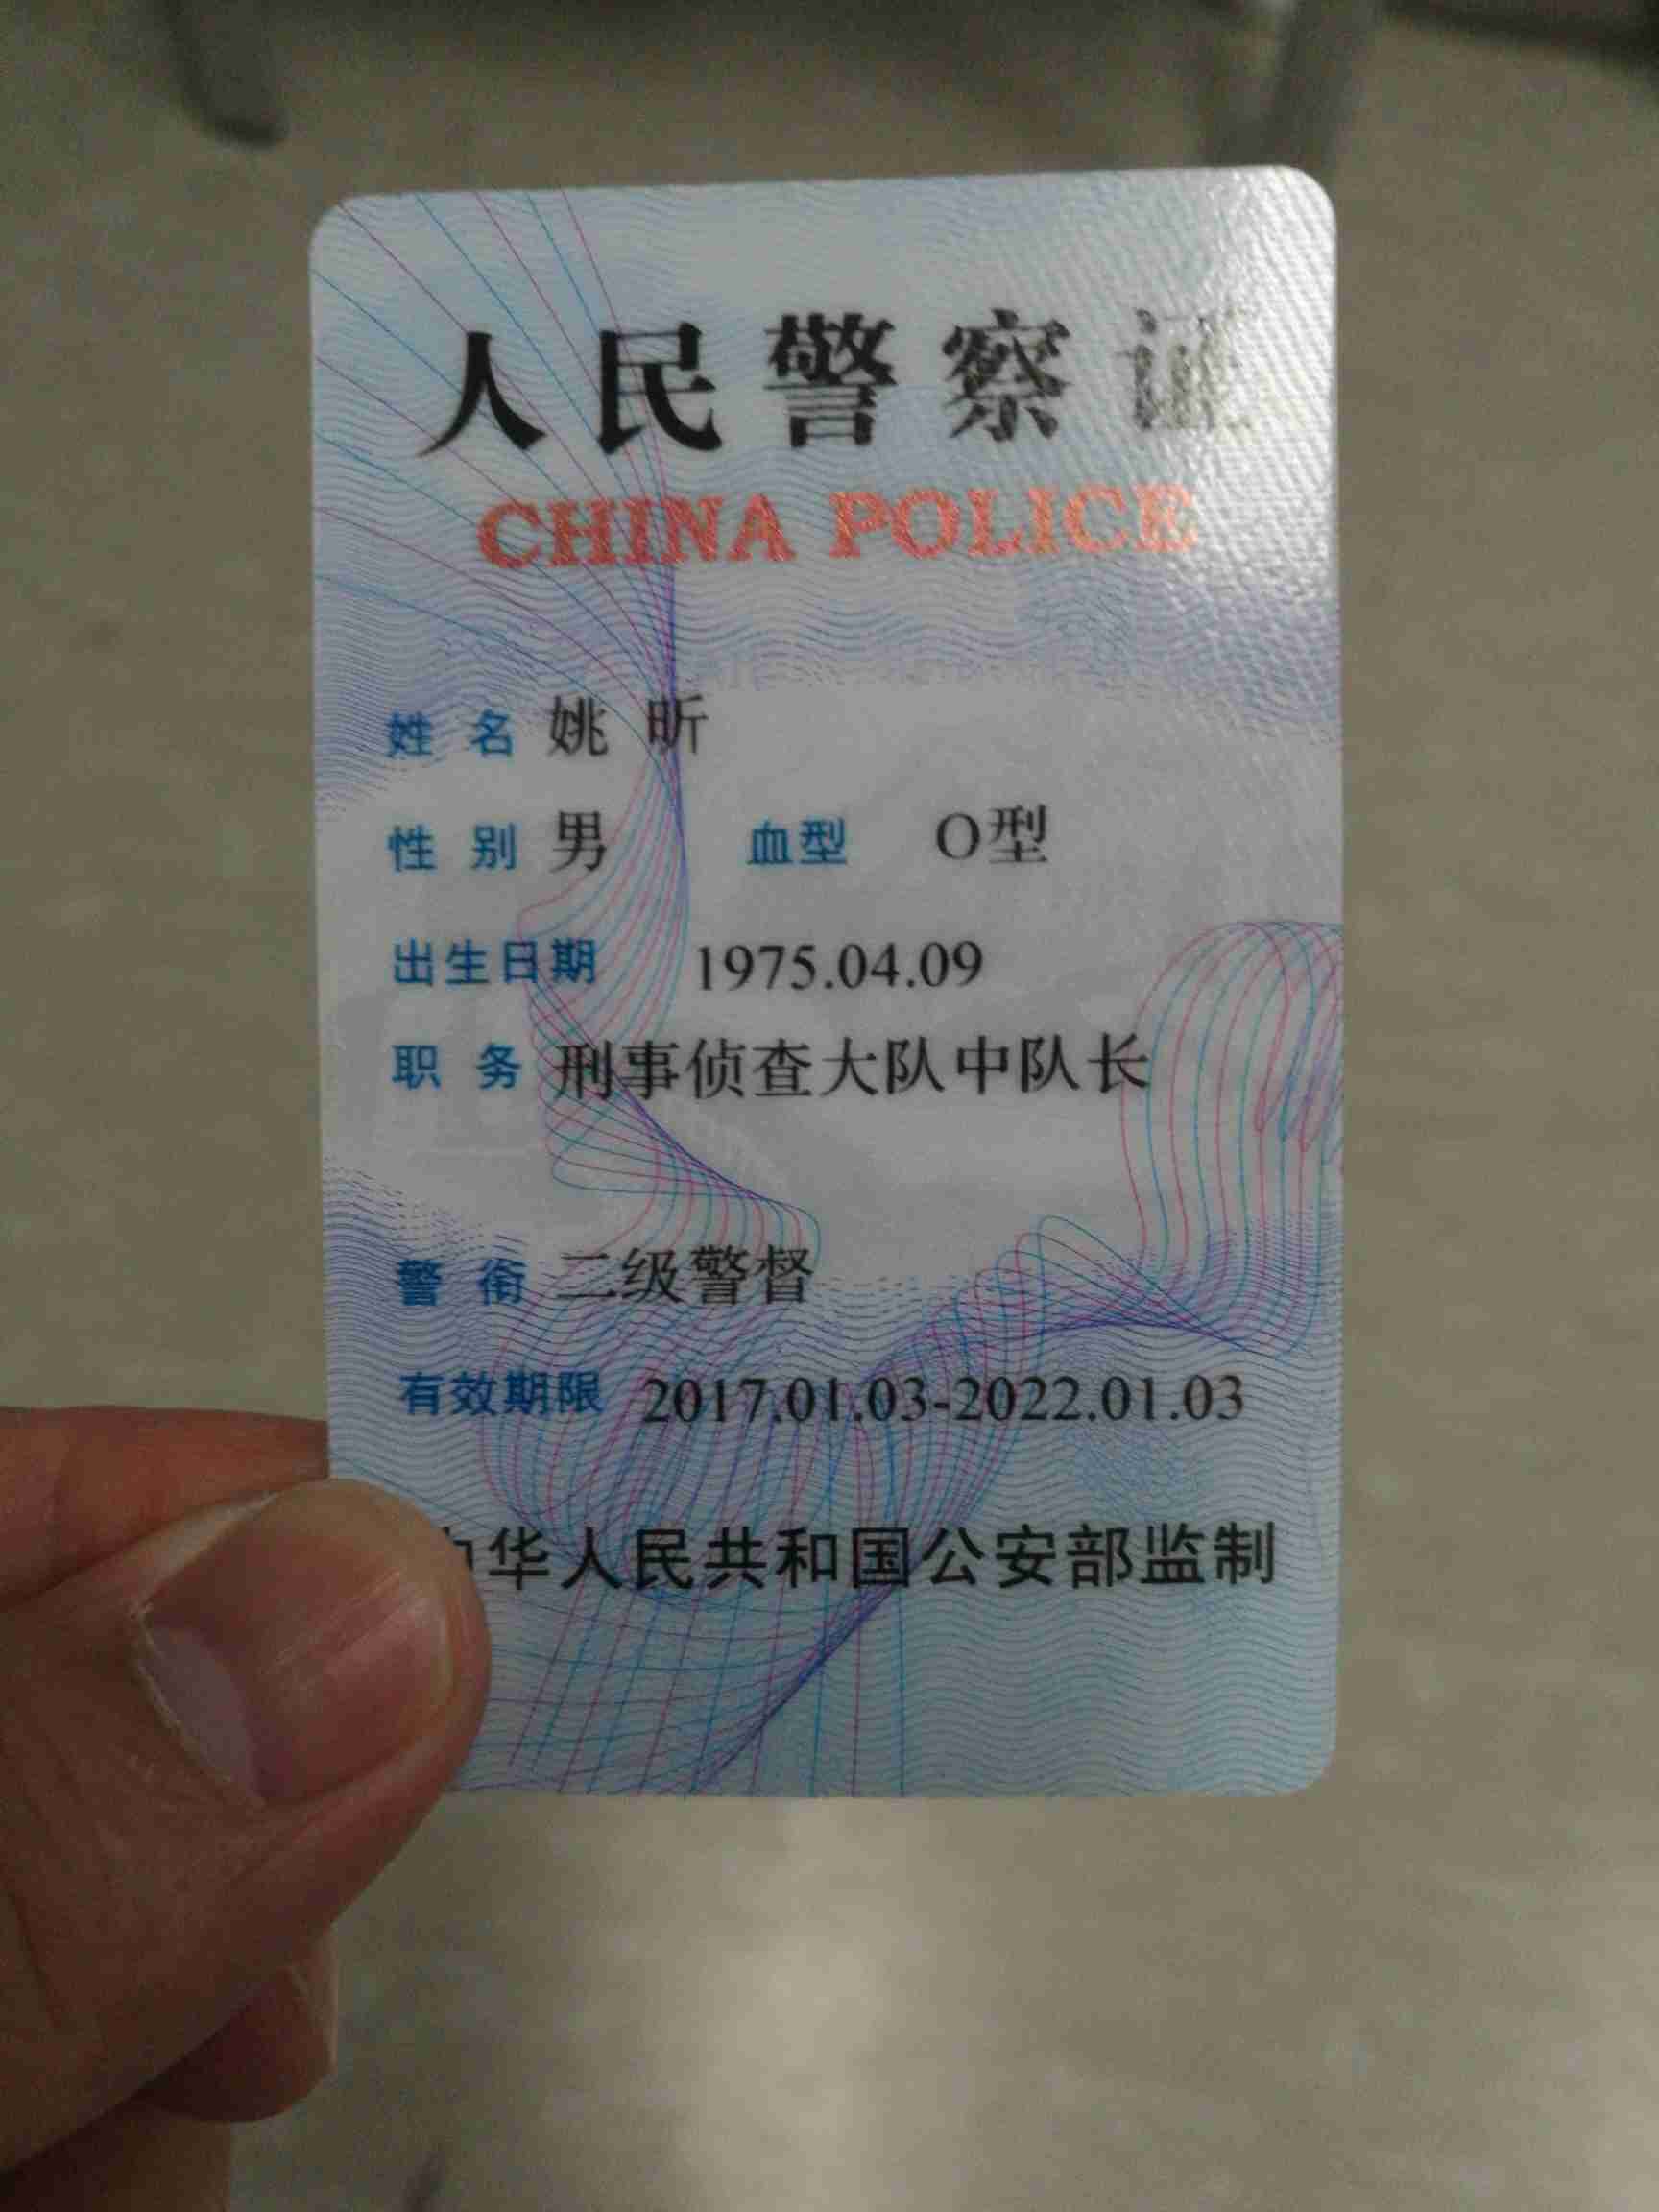 人民警察证
CHINA POLICE
姓 名 姚 昕
性 别 男 血型 O型
出生日期 1975.04.09
职 务 刑事侦查大队中队长
警 衔 二级警督
有效期限 2017.01.03-2022.01.03
中华人民共和国公安部监制